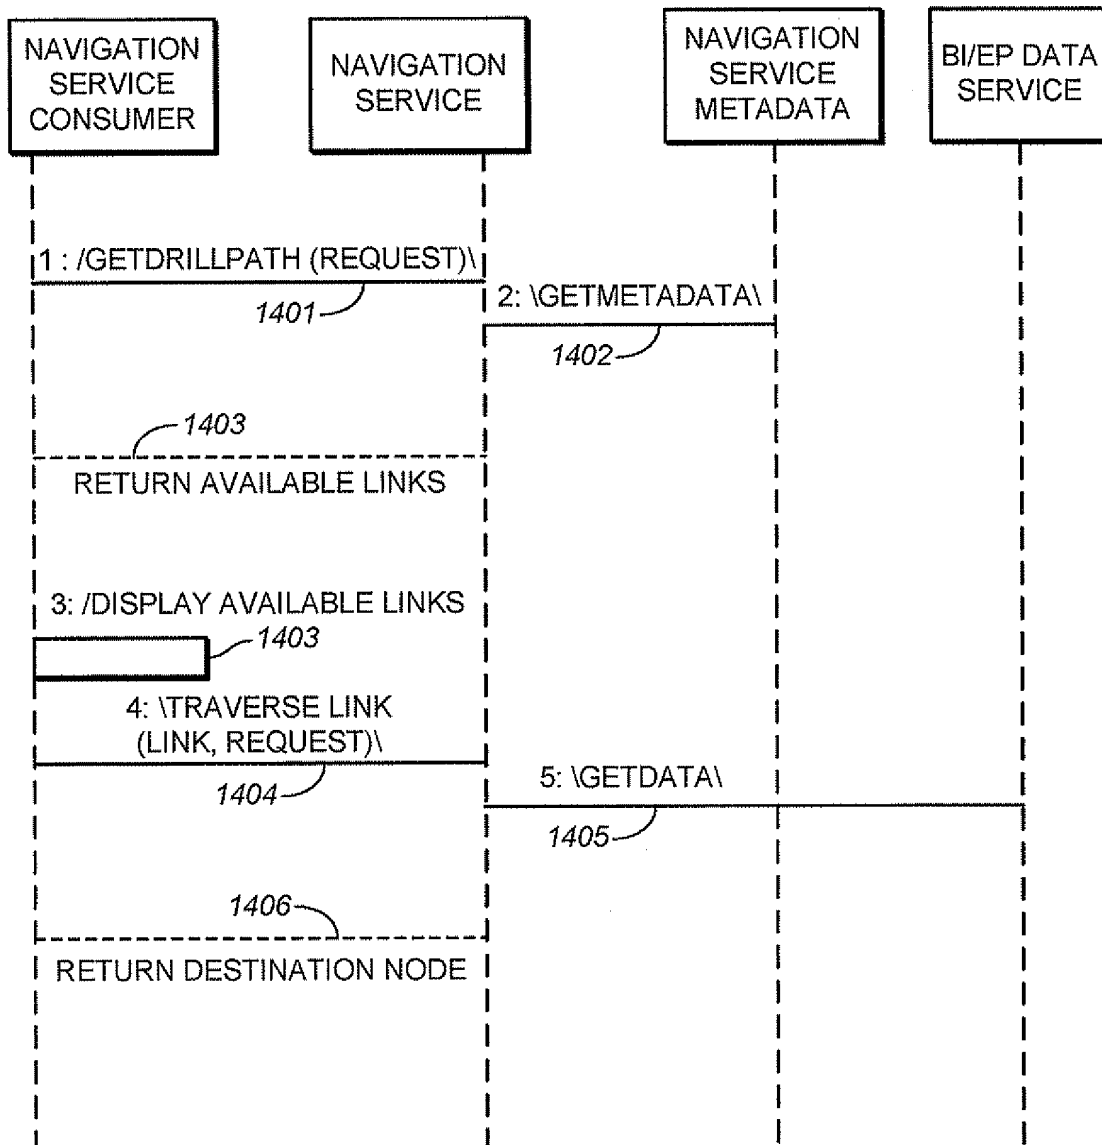 NAVIGATION
SERVICE
CONSUMER
NAVIGATION
SERVICE
NAVIGATION
SERVICE
METADATA
BI/EP DATA
SERVICE
1 : /GETDRILLPATH (REQUEST)\
1401
2: \GETMETADATA\
1402
1403
RETURN AVAILABLE LINKS
3: /DISPLAY AVAILABLE LINKS
1403
4: \TRAVERSE LINK
(LINK, REQUEST)\
1404
5: \GETDATA\
1405
1406
RETURN DESTINATION NODE